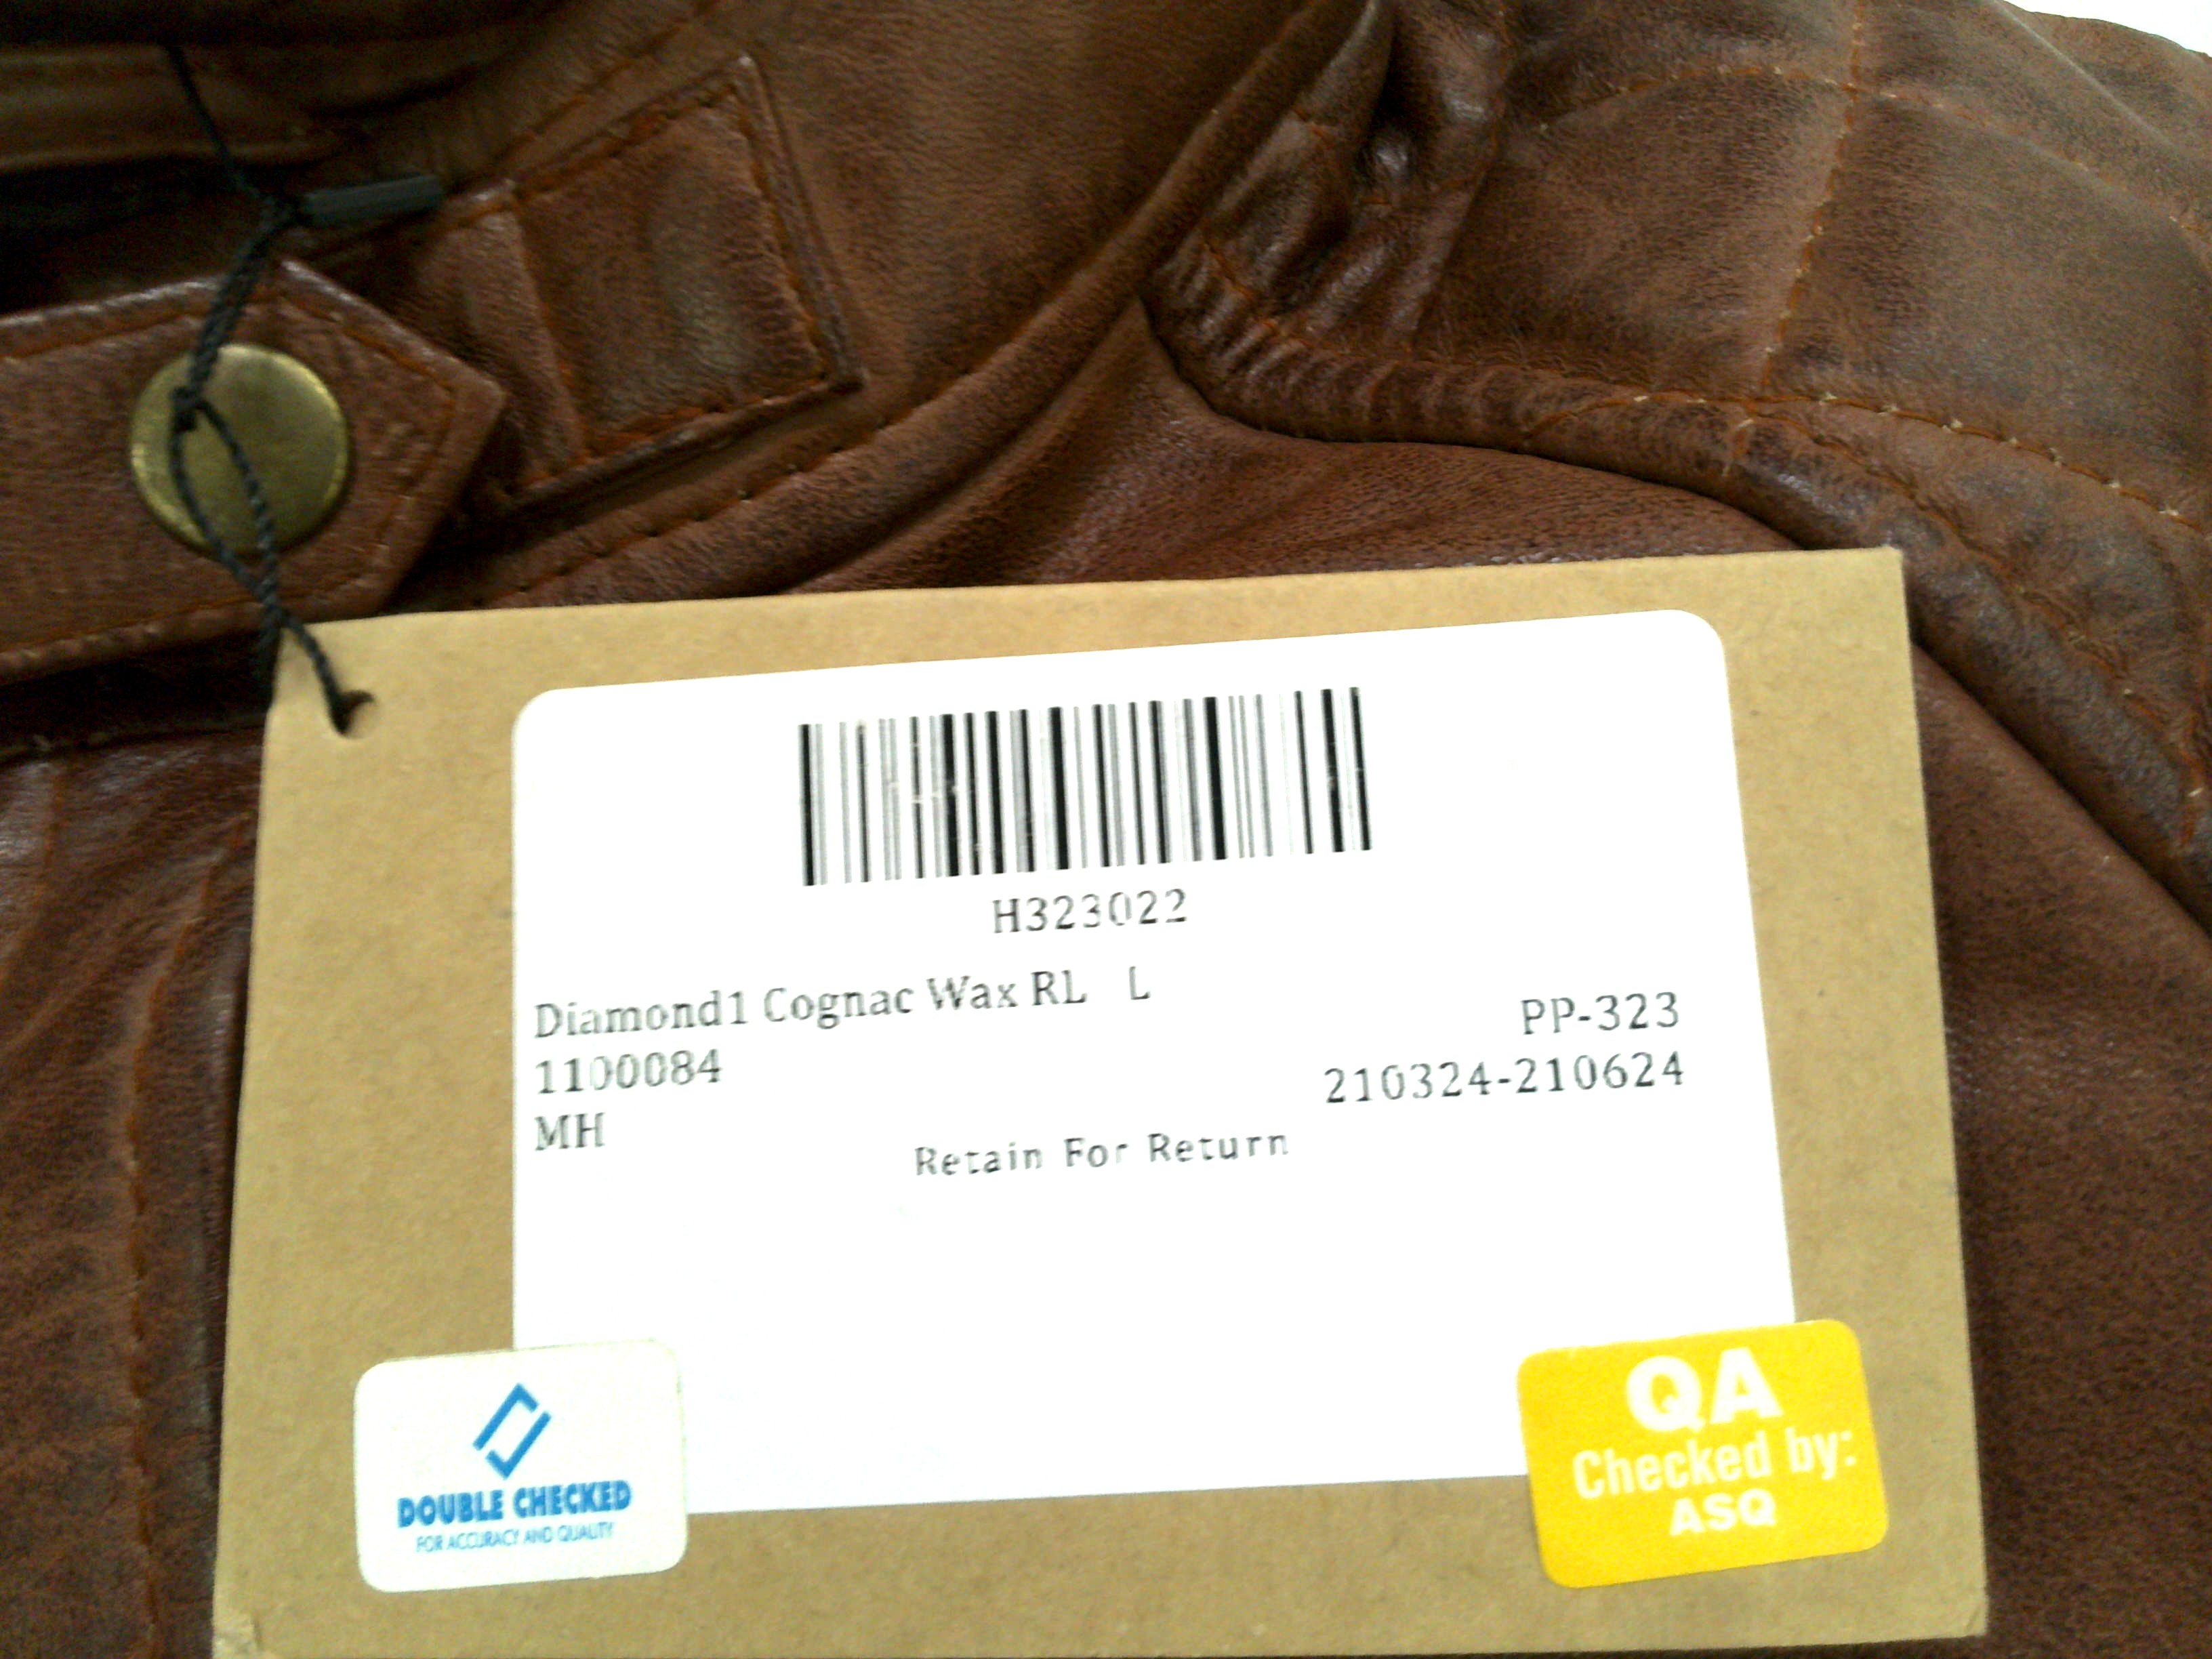 H323022
Diamond1 Cognac Wax RL L
1100084
PP-323
MH
210324-210624
Retain For Return
DOUBLE CHECKED
FOR ACCURACY AND QUALITY
QA
Checked by:
ASQ